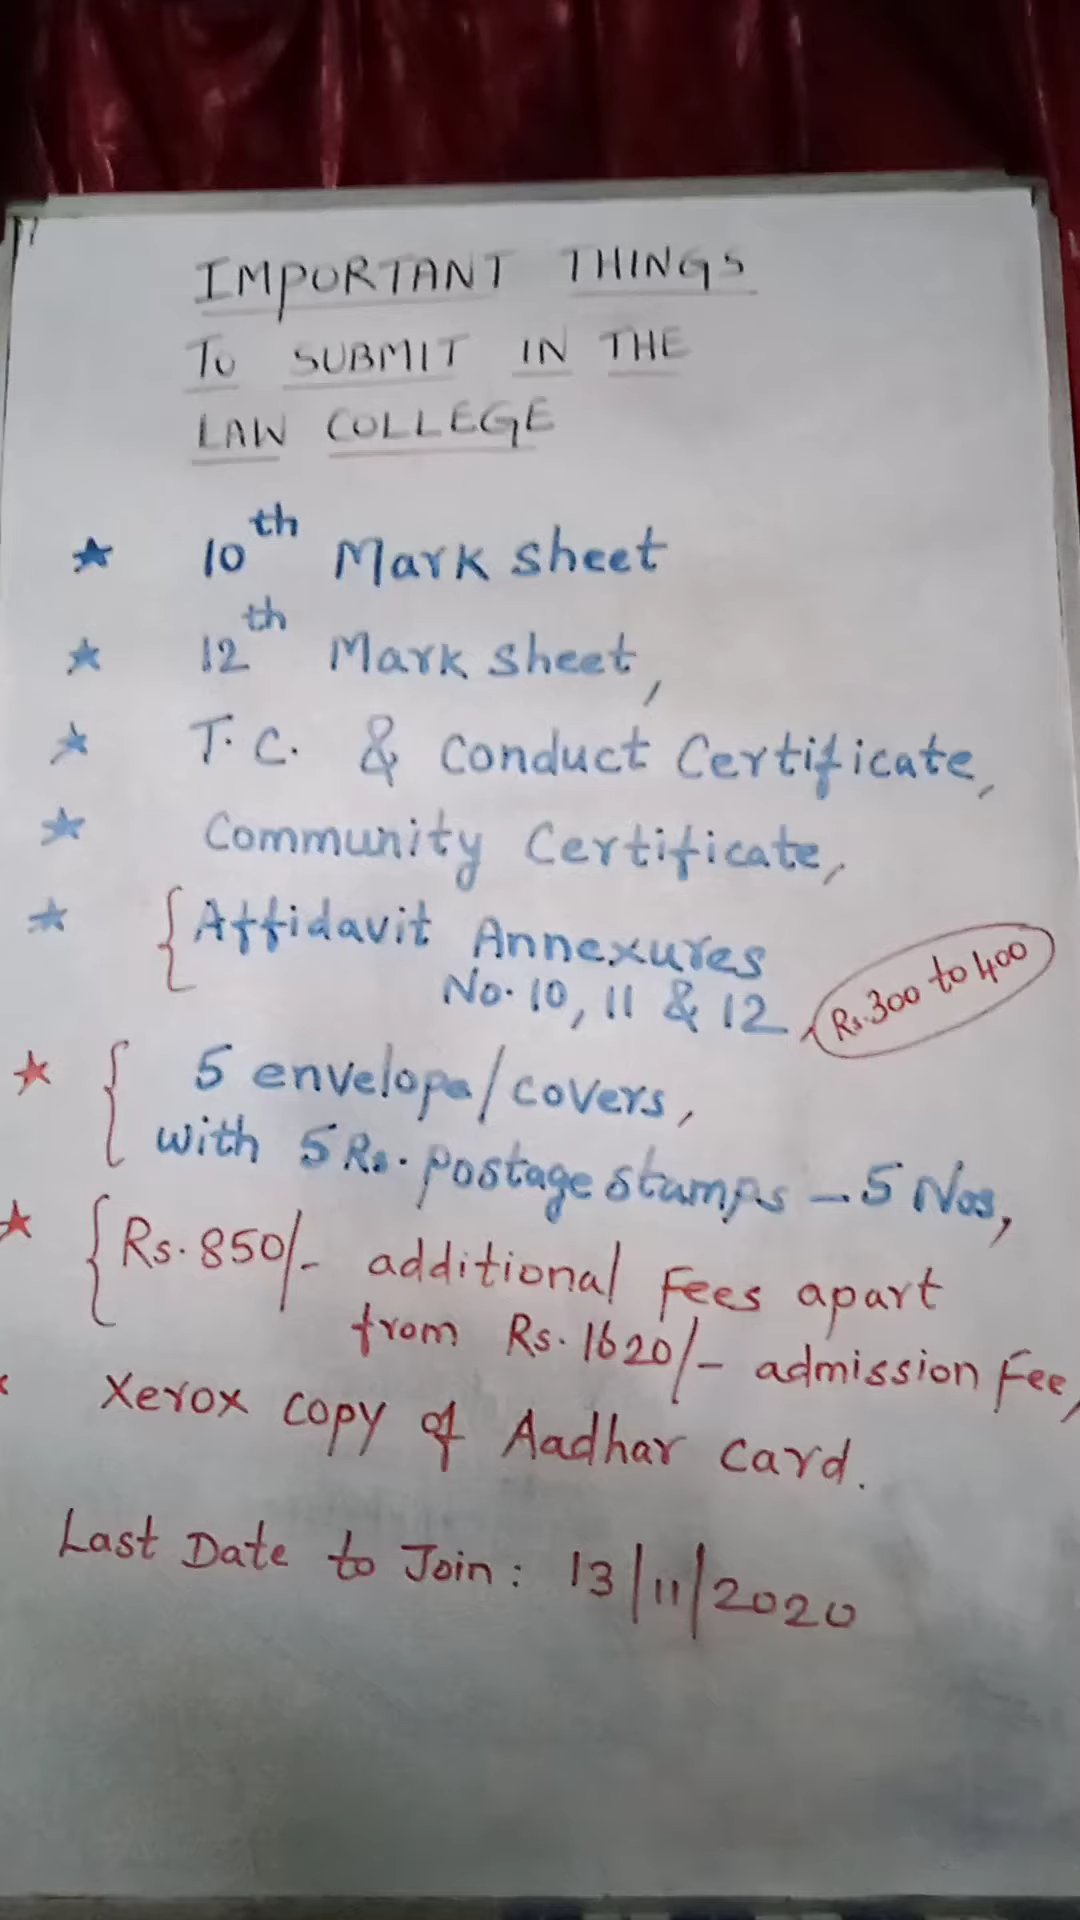 IMPORTANT THINGS
TO SUBMIT IN THE
LAW COLLEGE
★ 10th Mark sheet
★ 12th Mark sheet,
★ T.C. & Conduct Certificate,
★ Community Certificate,
★ {Affidavit Annexures
No. 10, 11 & 12, Rs.300 to 400
★ {5 envelope/covers,
with 5 Rs. postage stamps – 5 Nos,
★ {Rs. 850/- additional Fees apart
from Rs. 1620/- admission Fee,
★ Xerox copy of Aadhar card.
Last Date to Join : 13/11/2020